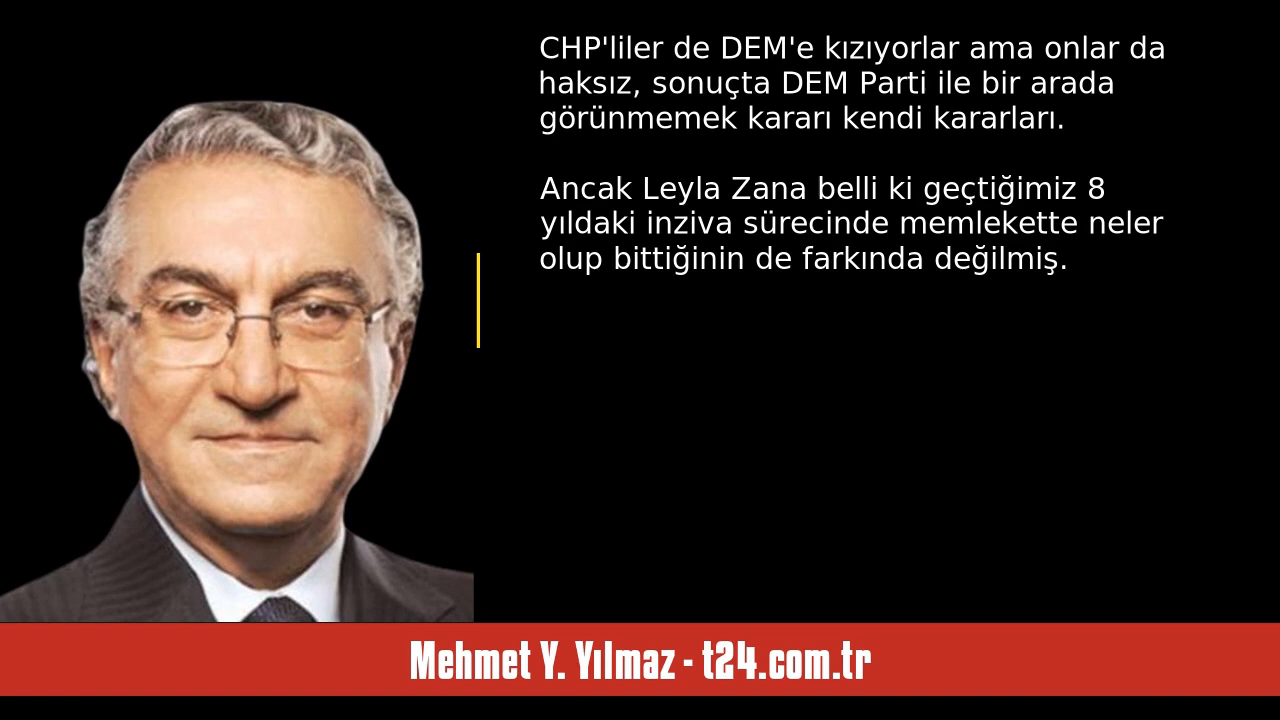 CHP'liler de DEM'e kızıyorlar ama onlar da
haksız, sonuçta DEM Parti ile bir arada
görünmemek kararı kendi kararları.
Ancak Leyla Zana belli ki geçtiğimiz 8
yıldaki inziva sürecinde memlekette neler
olup bittiğinin de farkında değilmiş.
Mehmet Y. Yılmaz - t24.com.tr